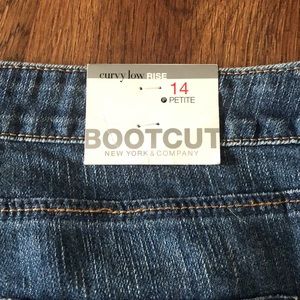 curvy low RISE
14
PETITE
BOOTCUT
NEW YORK & COMPANY